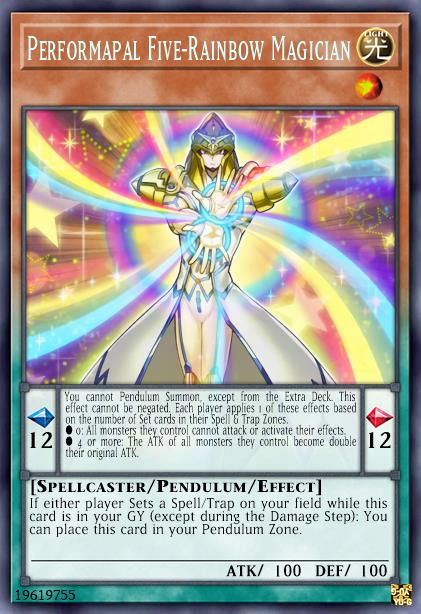 PERFORMAPAL FIVE-RAINBOW MAGICIAN
LIGHT
光
You cannot Pendulum Summon, except from the Extra Deck. This
effect cannot be negated. Each player applies 1 of these effects based
on the number of Set cards in their Spell & Trap Zones.
● 0: All monsters they control cannot attack or activate their effects.
● 4 or more: The ATK of all monsters they control become double
their original ATK.
12
12
[SPELLCASTER/PENDULUM/EFFECT]
If either player Sets a Spell/Trap on your field while this
card is in your GY (except during the Damage Step): You
can place this card in your Pendulum Zone.
ATK/ 100 DEF/ 100
19619755